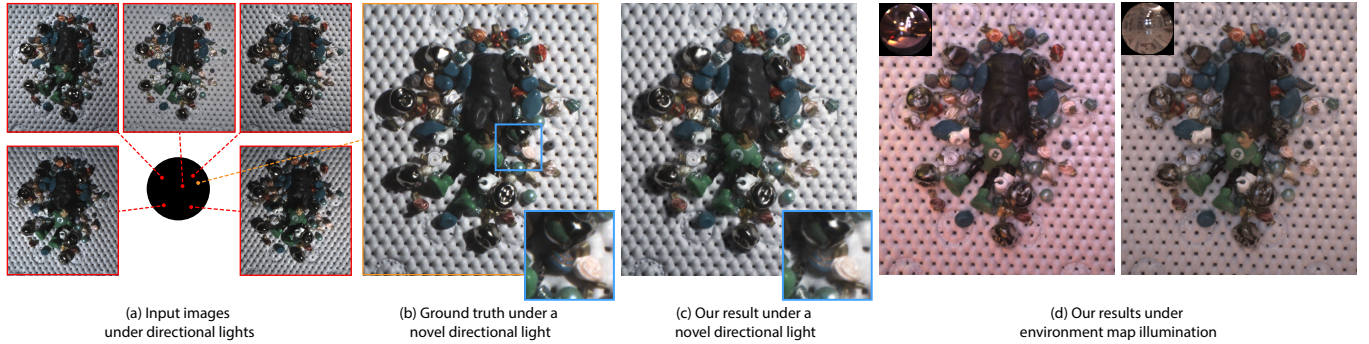 (a) Input images
under directional lights
(b) Ground truth under a
novel directional light
(c) Our result under a
novel directional light
(d) Our results under
environment map illumination